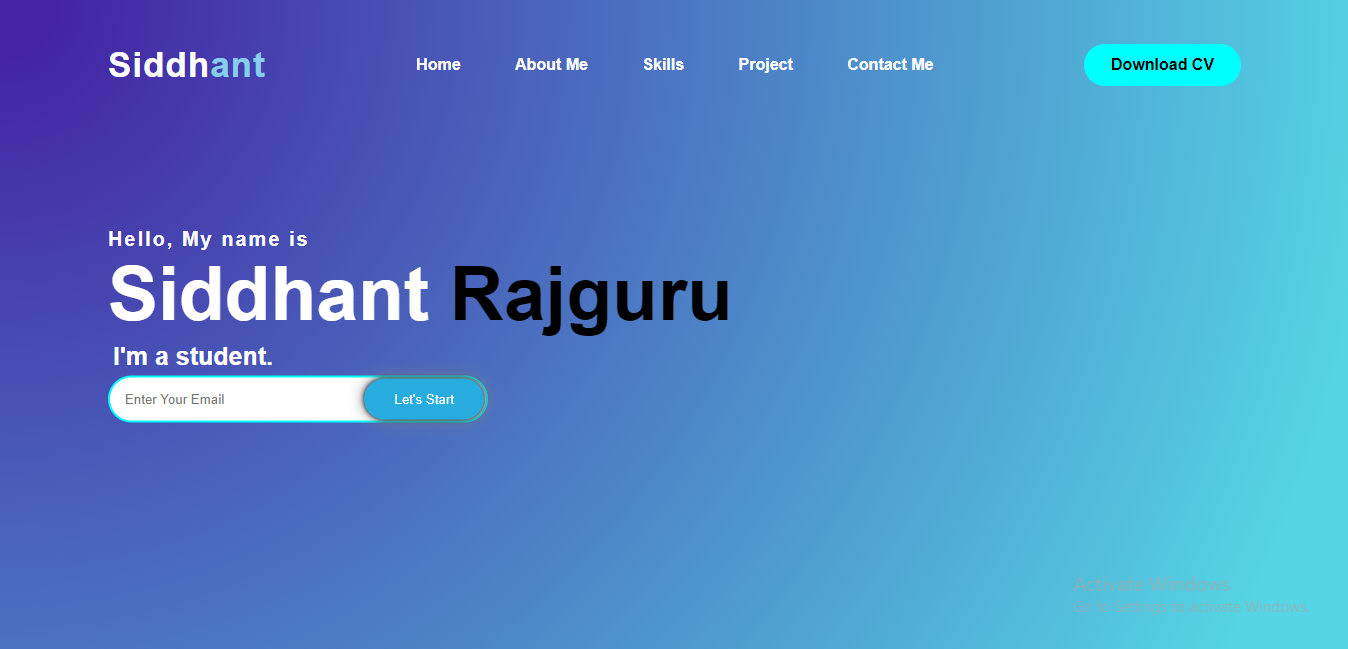 Siddhant
Home About Me Skills Project Contact Me Download CV
Hello, My name is
Siddhant Rajguru
I'm a student.
Enter Your Email Let's Start
Activate Windows
Go to Settings to activate Windows.